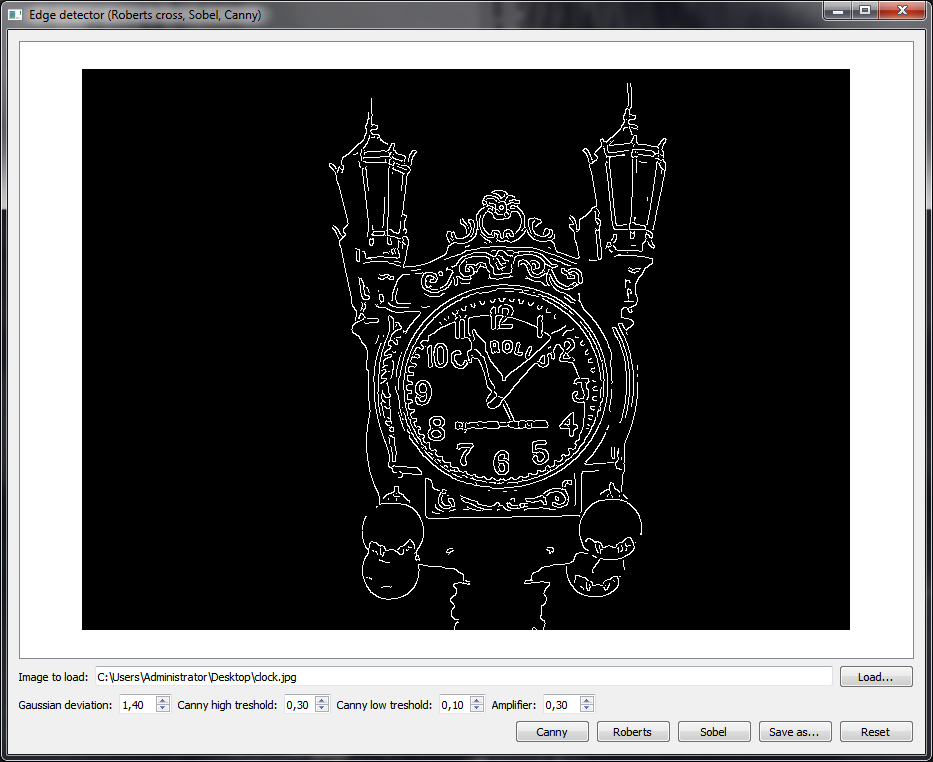 Edge detector (Roberts cross, Sobel, Canny)
12
11 1
10 2
9 3
8 4
7 5
6
Image to load: C:\Users\Administrator\Desktop\clock.jpg Load...
Gaussian deviation: 1,40 Canny high treshold: 0,30 Canny low treshold: 0,10 Amplifier: 0,30
Canny Roberts Sobel Save as... Reset